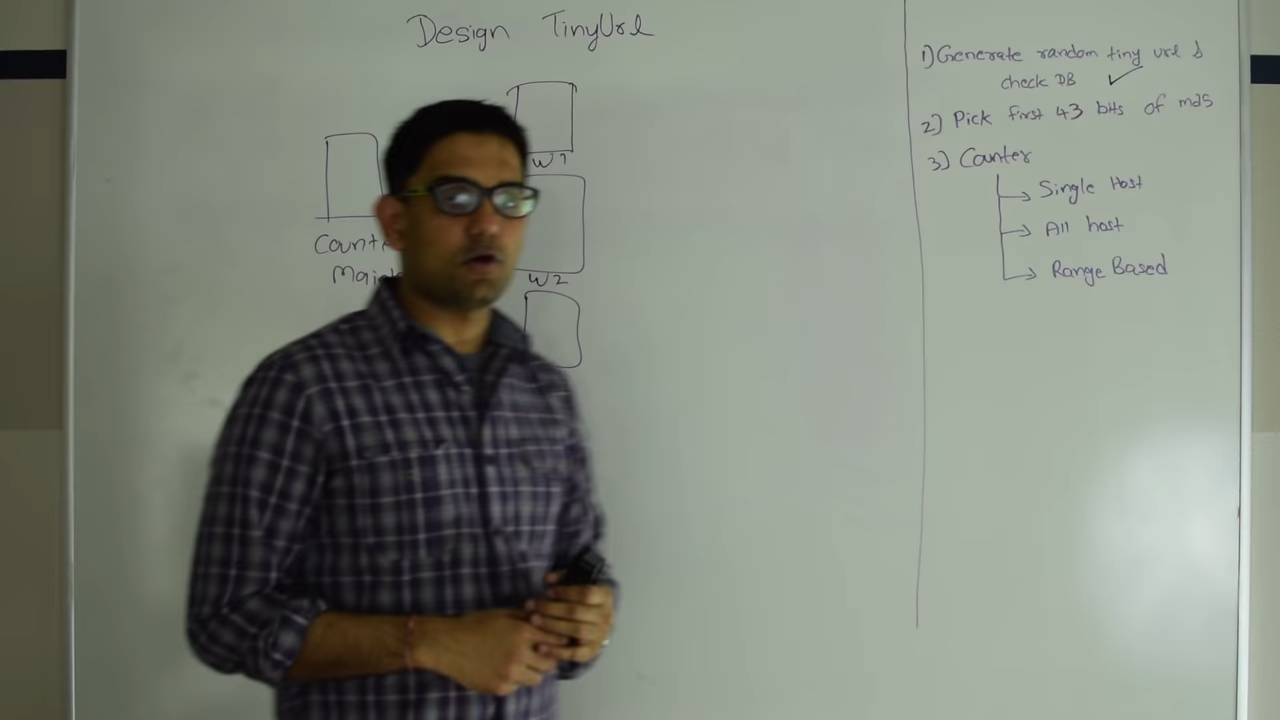 Design TinyUrl
W1
W2
1) Generate random tiny url &
check DB ✓
2) Pick first 43 bits of md5
3) Counter
Single Host
All host
Range Based